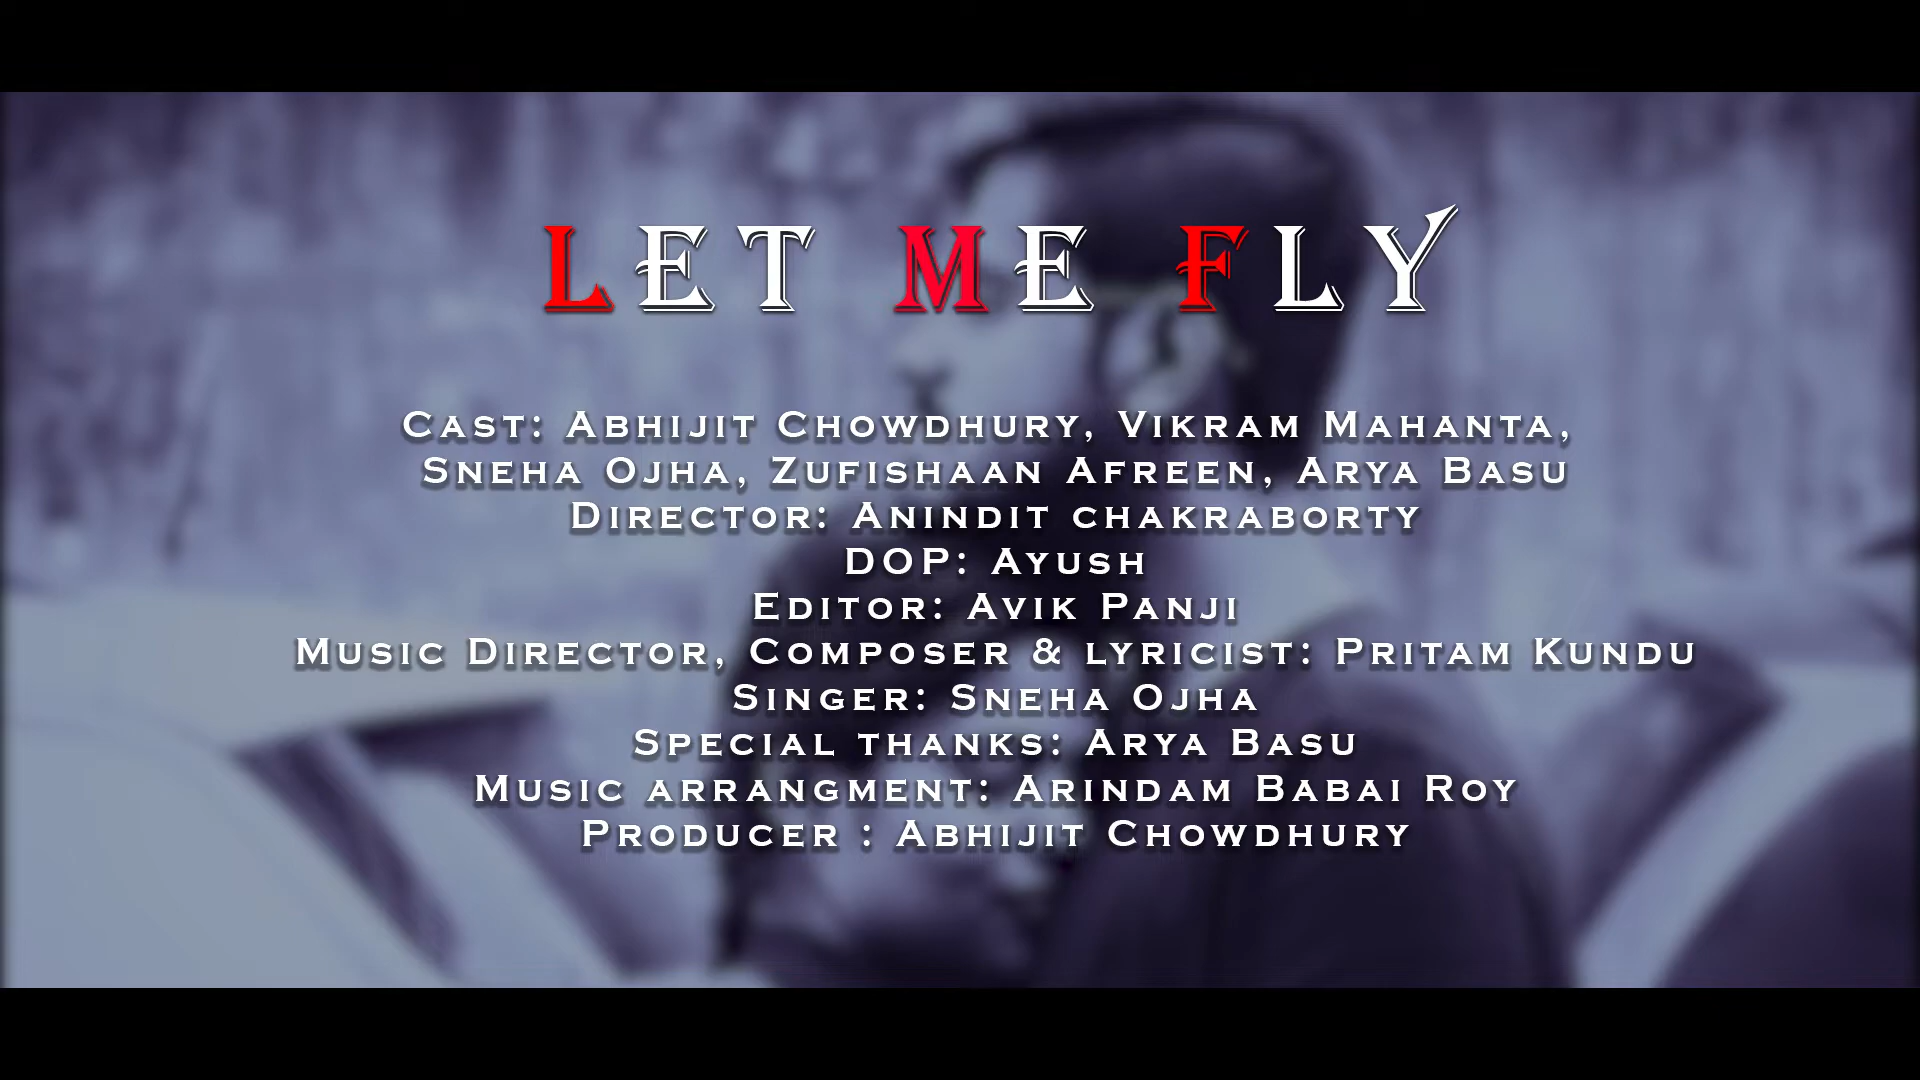 LET ME FLY
CAST: ABHIJIT CHOWDHURY, VIKRAM MAHANTA,
SNEHA OJHA, ZUFISHAAN AFREEN, ARYA BASU
DIRECTOR: ANINDIT CHAKRABORTY
DOP: AYUSH
EDITOR: AVIK PANJI
MUSIC DIRECTOR, COMPOSER & LYRICIST: PRITAM KUNDU
SINGER: SNEHA OJHA
SPECIAL THANKS: ARYA BASU
MUSIC ARRANGMENT: ARINDAM BABAI ROY
PRODUCER : ABHIJIT CHOWDHURY